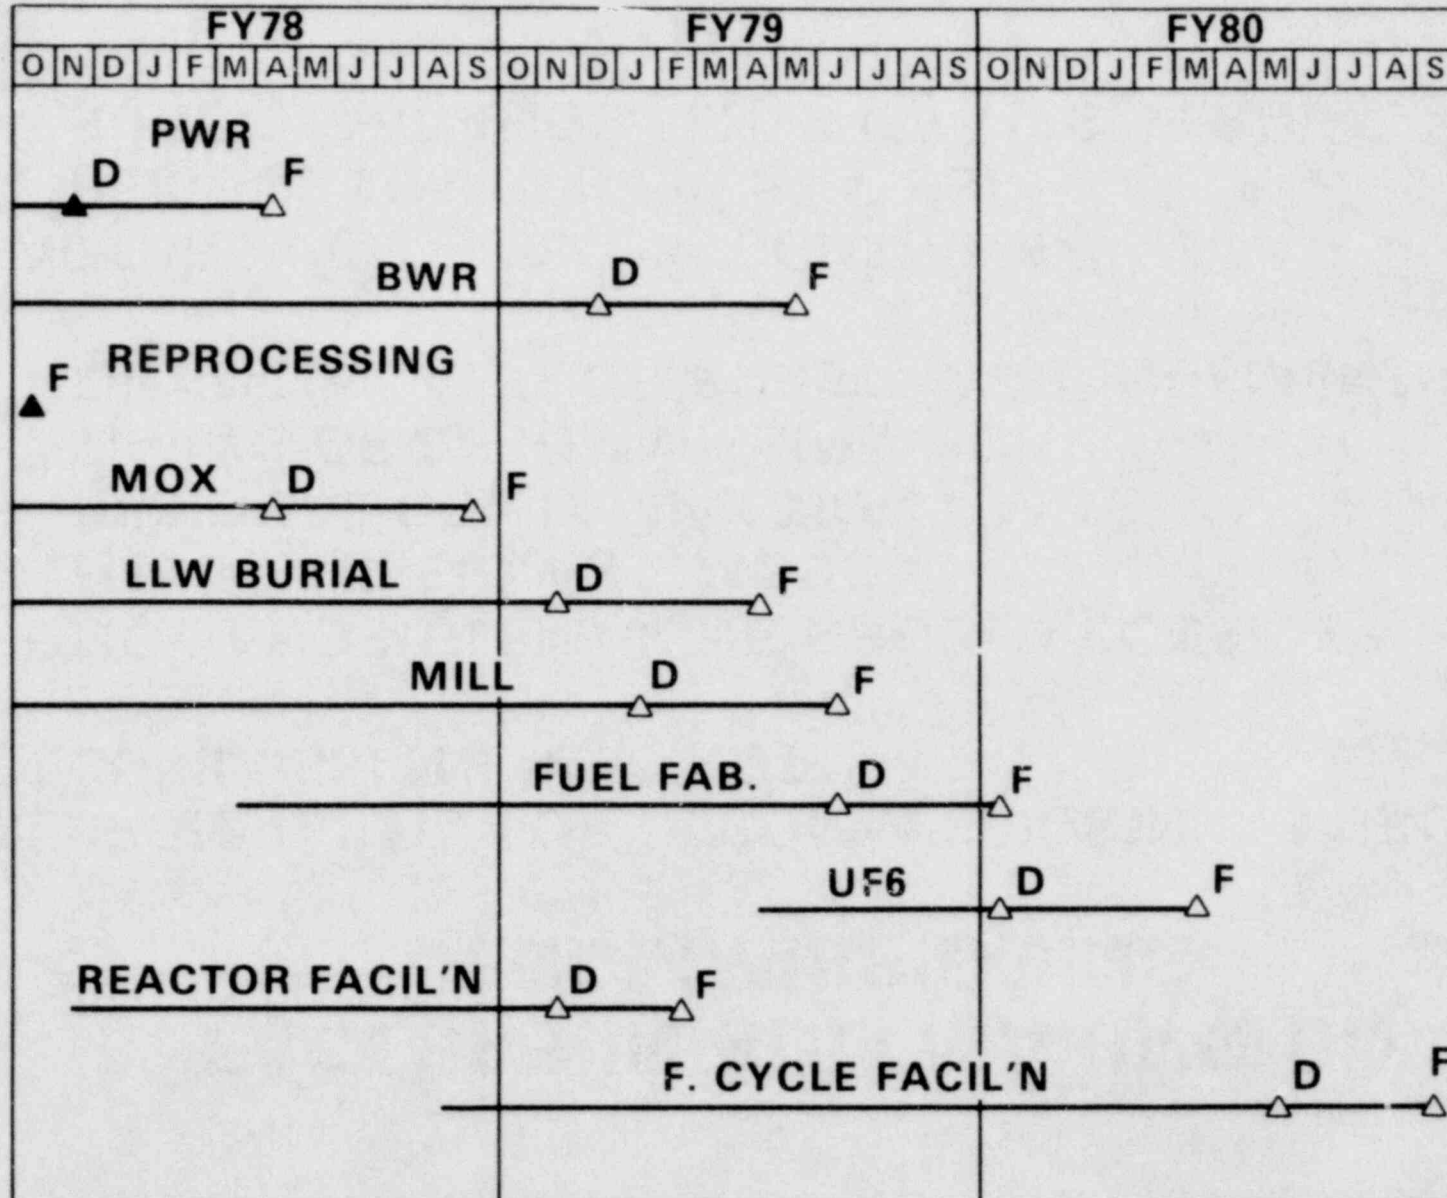 FY78 FY79 FY80
O N D J F M A M J J A S O N D J F M A M J J A S O N D J F M A M J J A S
PWR
D F
BWR D F
REPROCESSING
F
MOX D F
LLW BURIAL D F
MILL D F
FUEL FAB. D F
UF6 D F
REACTOR FACIL'N D F
F. CYCLE FACIL'N D F